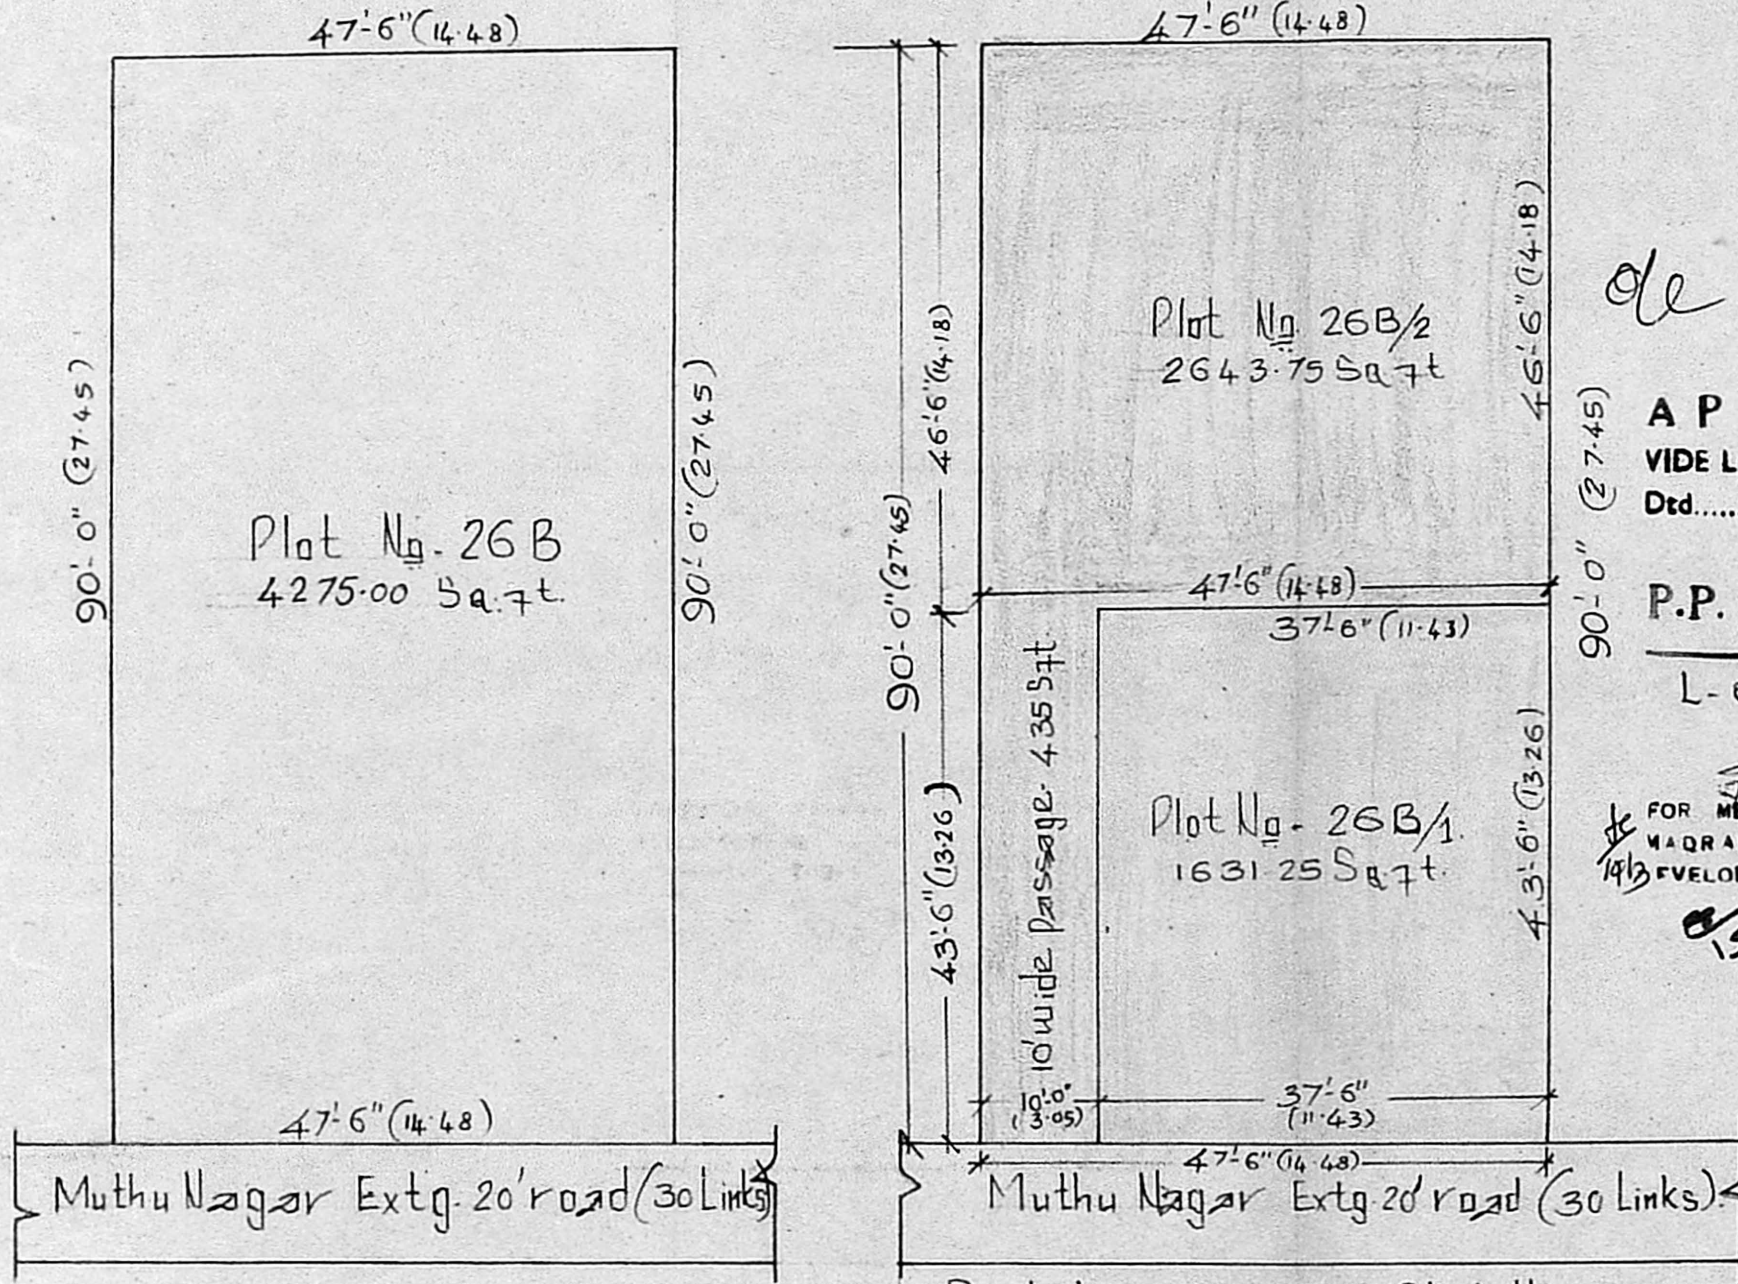 47'-6" (14.48)
90'-0" (27.45)
Plot No. 26 B
4275.00 Sq.ft.
90'-0" (27.45)
47'-6" (14.48)
Muthu Nagar Extg. 20' road (30 Links)
47'-6" (14.48)
90'-0" (27.45)
46'-6" (14.18)
43'-6" (13.26)
Plot No. 26B/2
2643.75 Sq ft
46'-6" (14.18)
90'-0" (27.45)
47'-6" (14.48)
37'-6" (11.43)
10' wide Passage 435 Sft.
Plot No. 26B/1.
1631.25 Sq ft.
43'-6" (13.26)
10'-0"
(3.05)
37'-6"
(11.43)
47'-6" (14.48)
Muthu Nagar Extg. 20' road (30 Links).
A P
VIDE L
Dtd.....
P.P.
L-
FOR ME
MADRA
EVELO